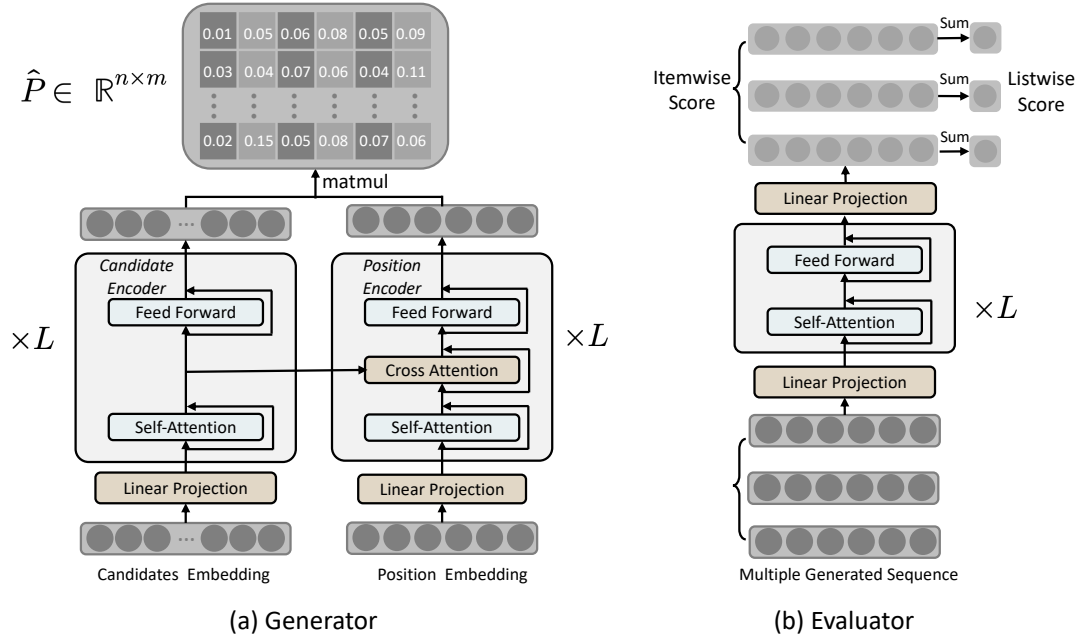 P̂ ∈ ℝ^{n×m}
0.01 0.05 0.06 0.08 0.05 0.09
0.03 0.04 0.07 0.06 0.04 0.11
0.02 0.15 0.05 0.08 0.07 0.06
matmul
Candidate
Encoder
Feed Forward
Self-Attention
×L
Linear Projection
Candidates Embedding
Position
Encoder
Feed Forward
Cross Attention
Self-Attention
×L
Linear Projection
Position Embedding
(a) Generator
Itemwise
Score
Sum
Sum
Sum
Listwise
Score
Linear Projection
Feed Forward
Self-Attention
×L
Linear Projection
Multiple Generated Sequence
(b) Evaluator